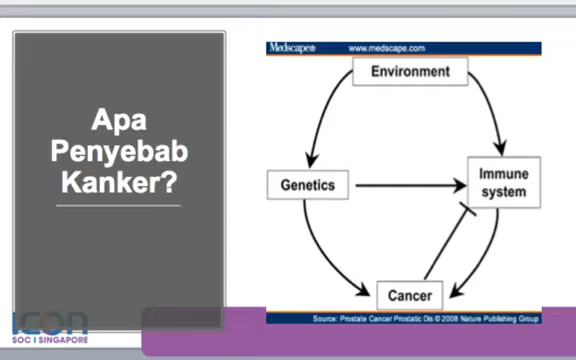 Apa
Penyebab
Kanker?
Medscape® www.medscape.com
Environment
Genetics
Immune
system
Cancer
Source: Prostate Cancer Prostatic Dis © 2008 Nature Publishing Group
ICON
SOC I SINGAPORE